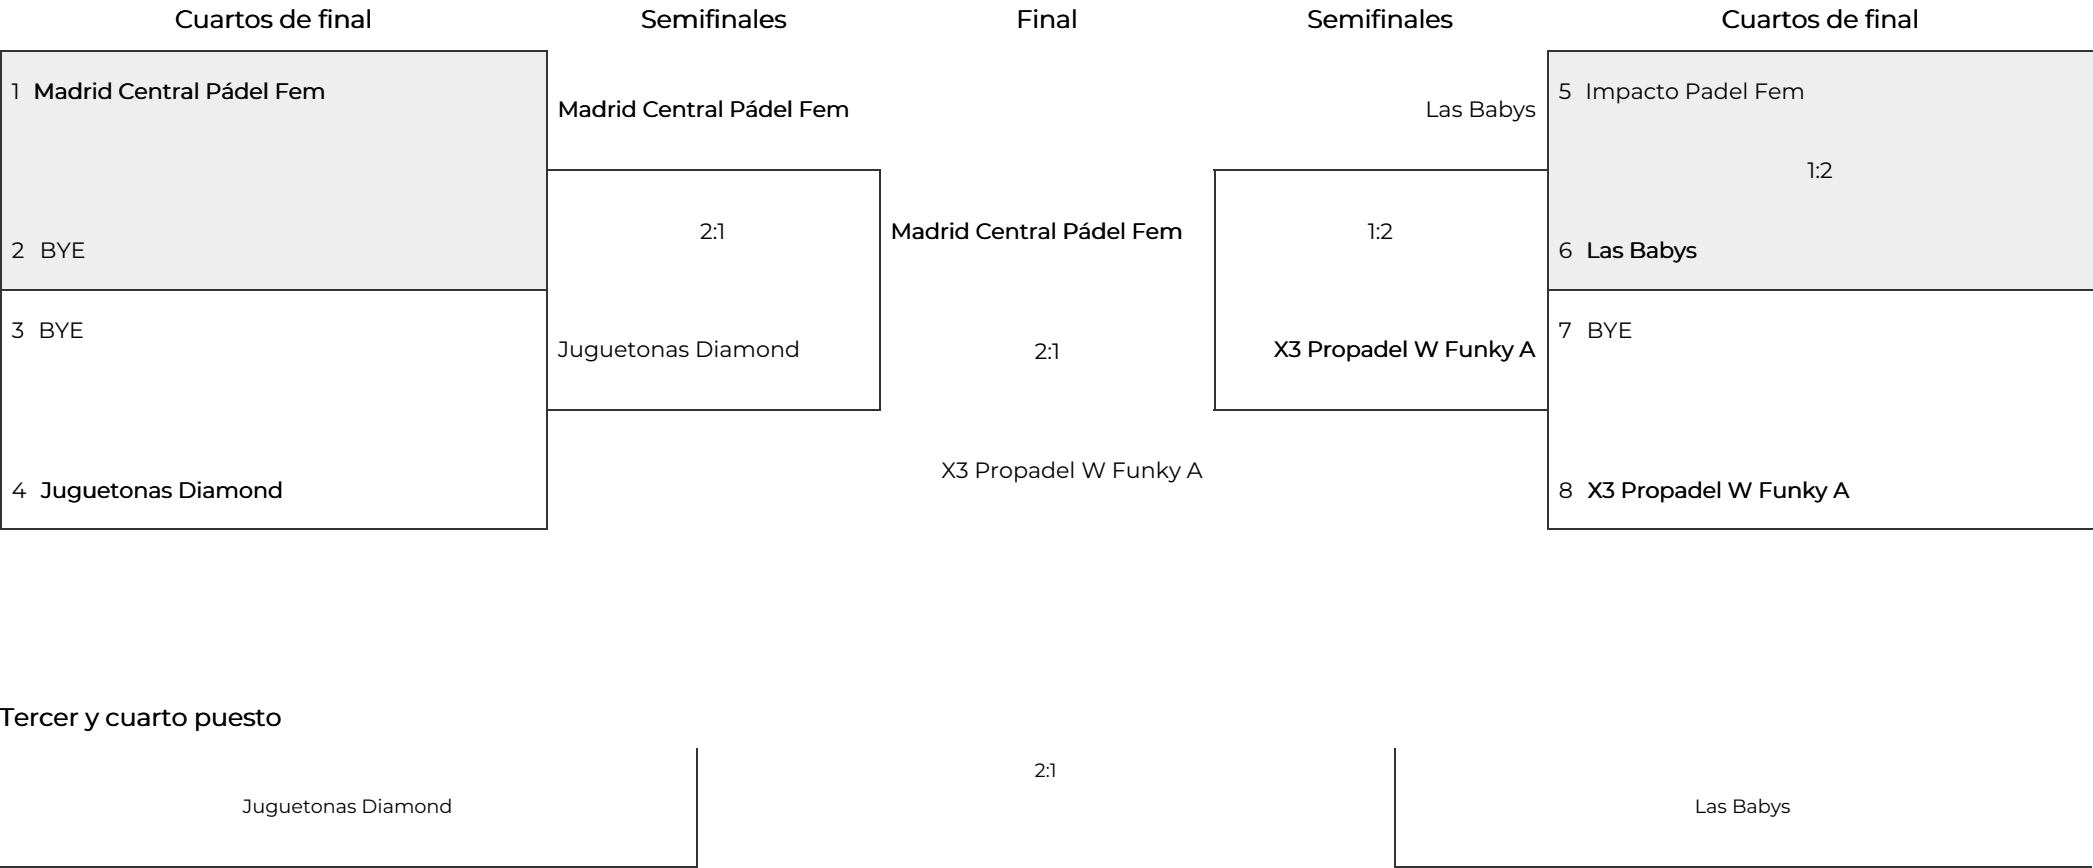 Cuartos de final Semifinales Final Semifinales Cuartos de final
1 Madrid Central Pádel Fem
5 Impacto Padel Fem
Madrid Central Pádel Fem
Las Babys
1:2
2:1
Madrid Central Pádel Fem
1:2
2 BYE
6 Las Babys
3 BYE
7 BYE
Juguetonas Diamond
2:1
X3 Propadel W Funky A
X3 Propadel W Funky A
4 Juguetonas Diamond
8 X3 Propadel W Funky A
Tercer y cuarto puesto
2:1
Juguetonas Diamond
Las Babys